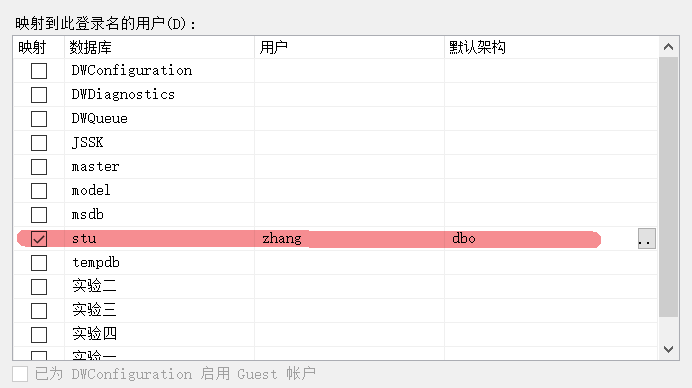 映射到此登录名的用户(D):
映射 数据库 用户 默认架构
DWConfiguration
DWDiagnostics
DWQueue
JSSK
master
model
msdb
stu zhang dbo ..
tempdb
实验二
实验三
实验四
实验一
已为 DWConfiguration 启用 Guest 帐户